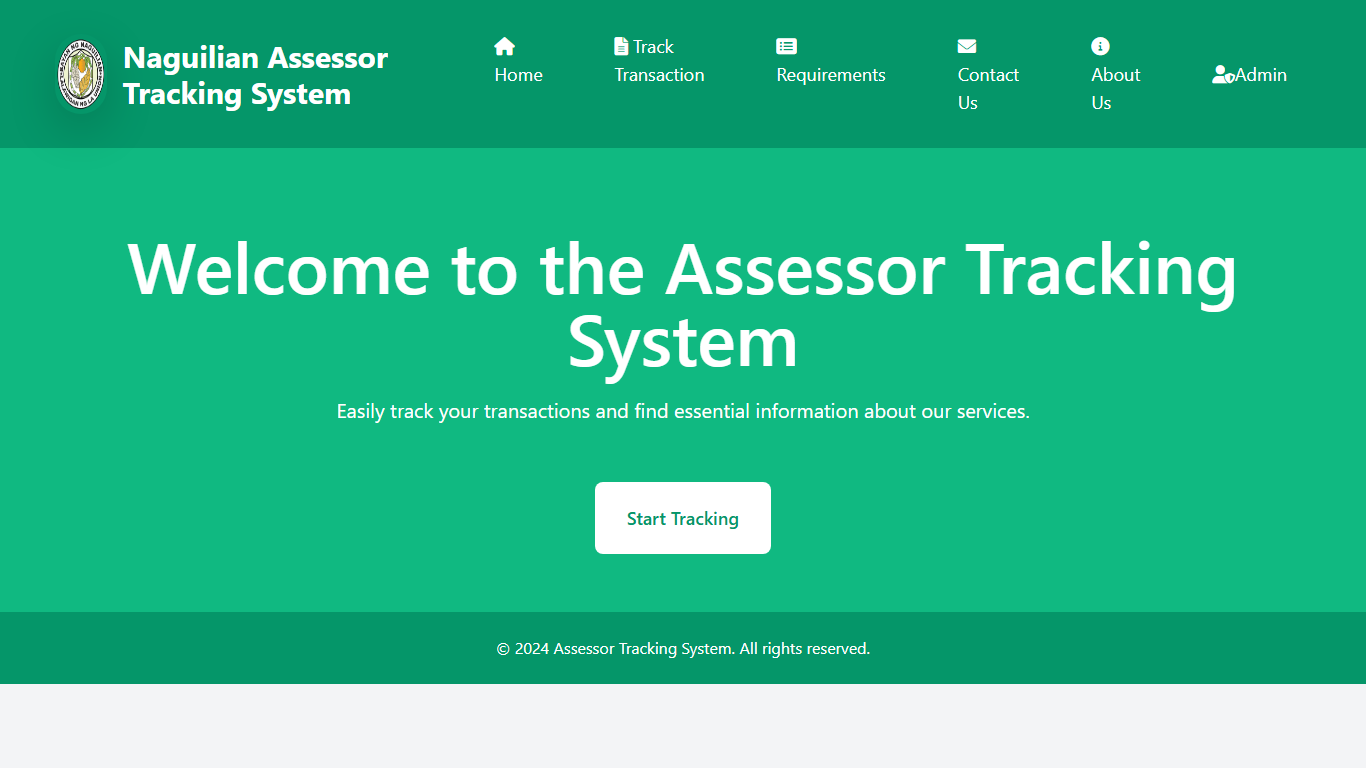 Naguilian Assessor
Tracking System
Home
Track
Transaction
Requirements
Contact
Us
About
Us
Admin
Welcome to the Assessor Tracking
System
Easily track your transactions and find essential information about our services.
Start Tracking
© 2024 Assessor Tracking System. All rights reserved.